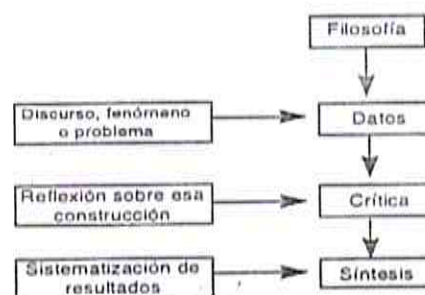 Filosofía
Discurso, fenómeno
o problema
Datos
Reflexión sobre esa
construcción
Crítica
Sistematización de
resultados
Síntesis